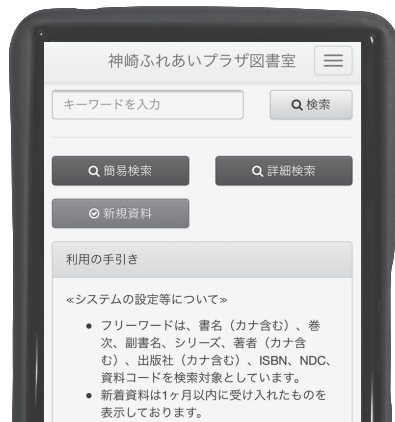 神崎ふれあいプラザ図書室
キーワードを入力
検索
簡易検索
詳細検索
新規資料
利用の手引き
≪システムの設定等について≫
● フリーワードは、書名（カナ含む）、巻
次、副書名、シリーズ、著者（カナ含
む）、出版社（カナ含む）、ISBN、NDC、
資料コードを検索対象としています。
● 新着資料は1ヶ月以内に受け入れたものを
表示しております。